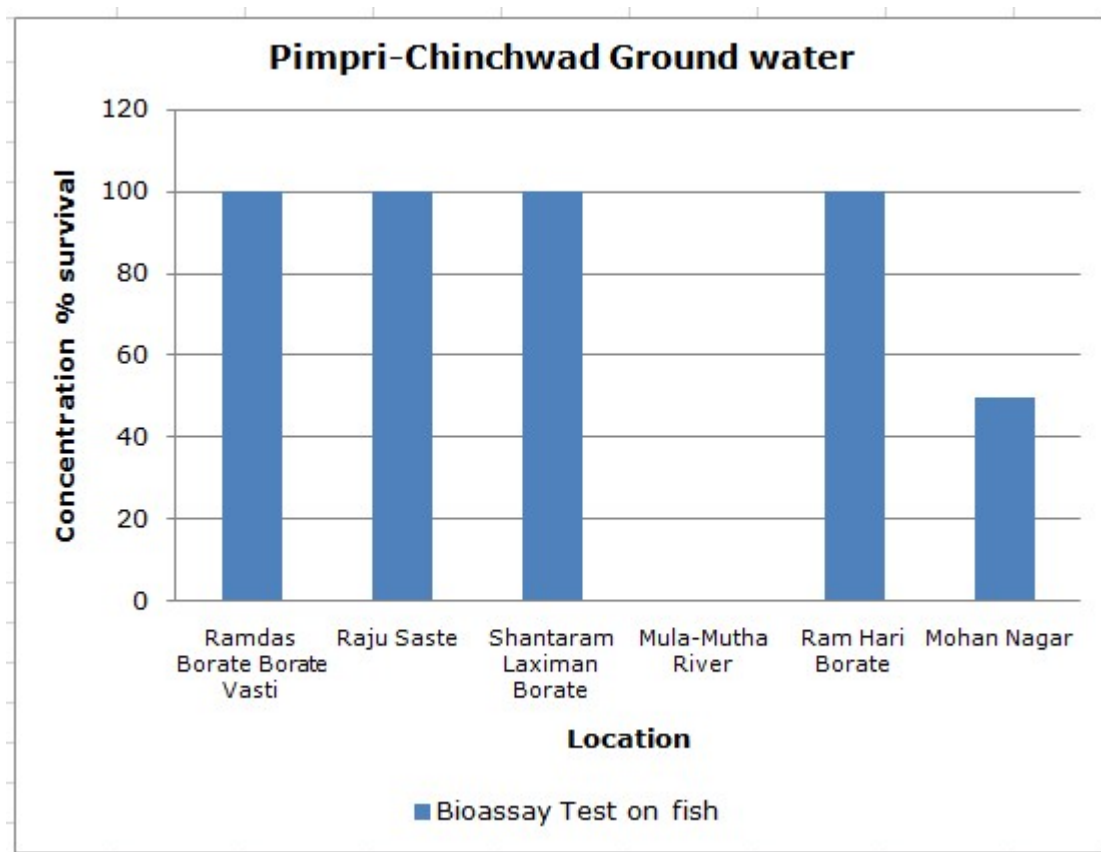 Pimpri-Chinchwad Ground water
Concentration % survival
120
100
80
60
40
20
0
Ramdas
Borate Borate
Vasti
Raju Saste
Shantaram
Laximan
Borate
Mula-Mutha
River
Ram Hari
Borate
Mohan Nagar
Location
Bioassay Test on fish